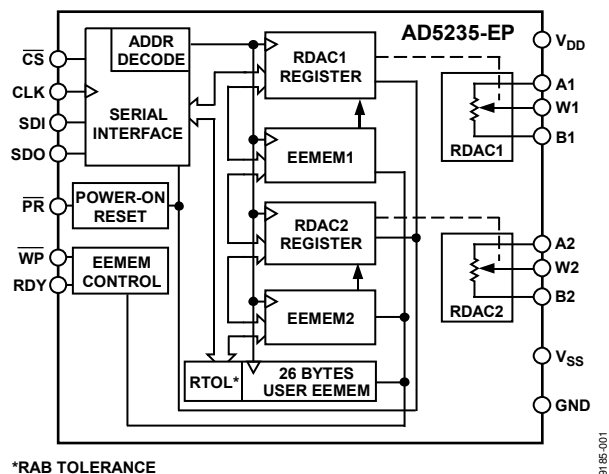 AD5235-EP
CS
CLK
SDI
SDO
PR
WP
RDY
ADDR
DECODE
SERIAL
INTERFACE
POWER-ON
RESET
EEMEM
CONTROL
RDAC1
REGISTER
EEMEM1
RDAC2
REGISTER
EEMEM2
RTOL*
26 BYTES
USER EEMEM
RDAC1
RDAC2
VDD
A1
W1
B1
A2
W2
B2
VSS
GND
*RAB TOLERANCE
9185-001